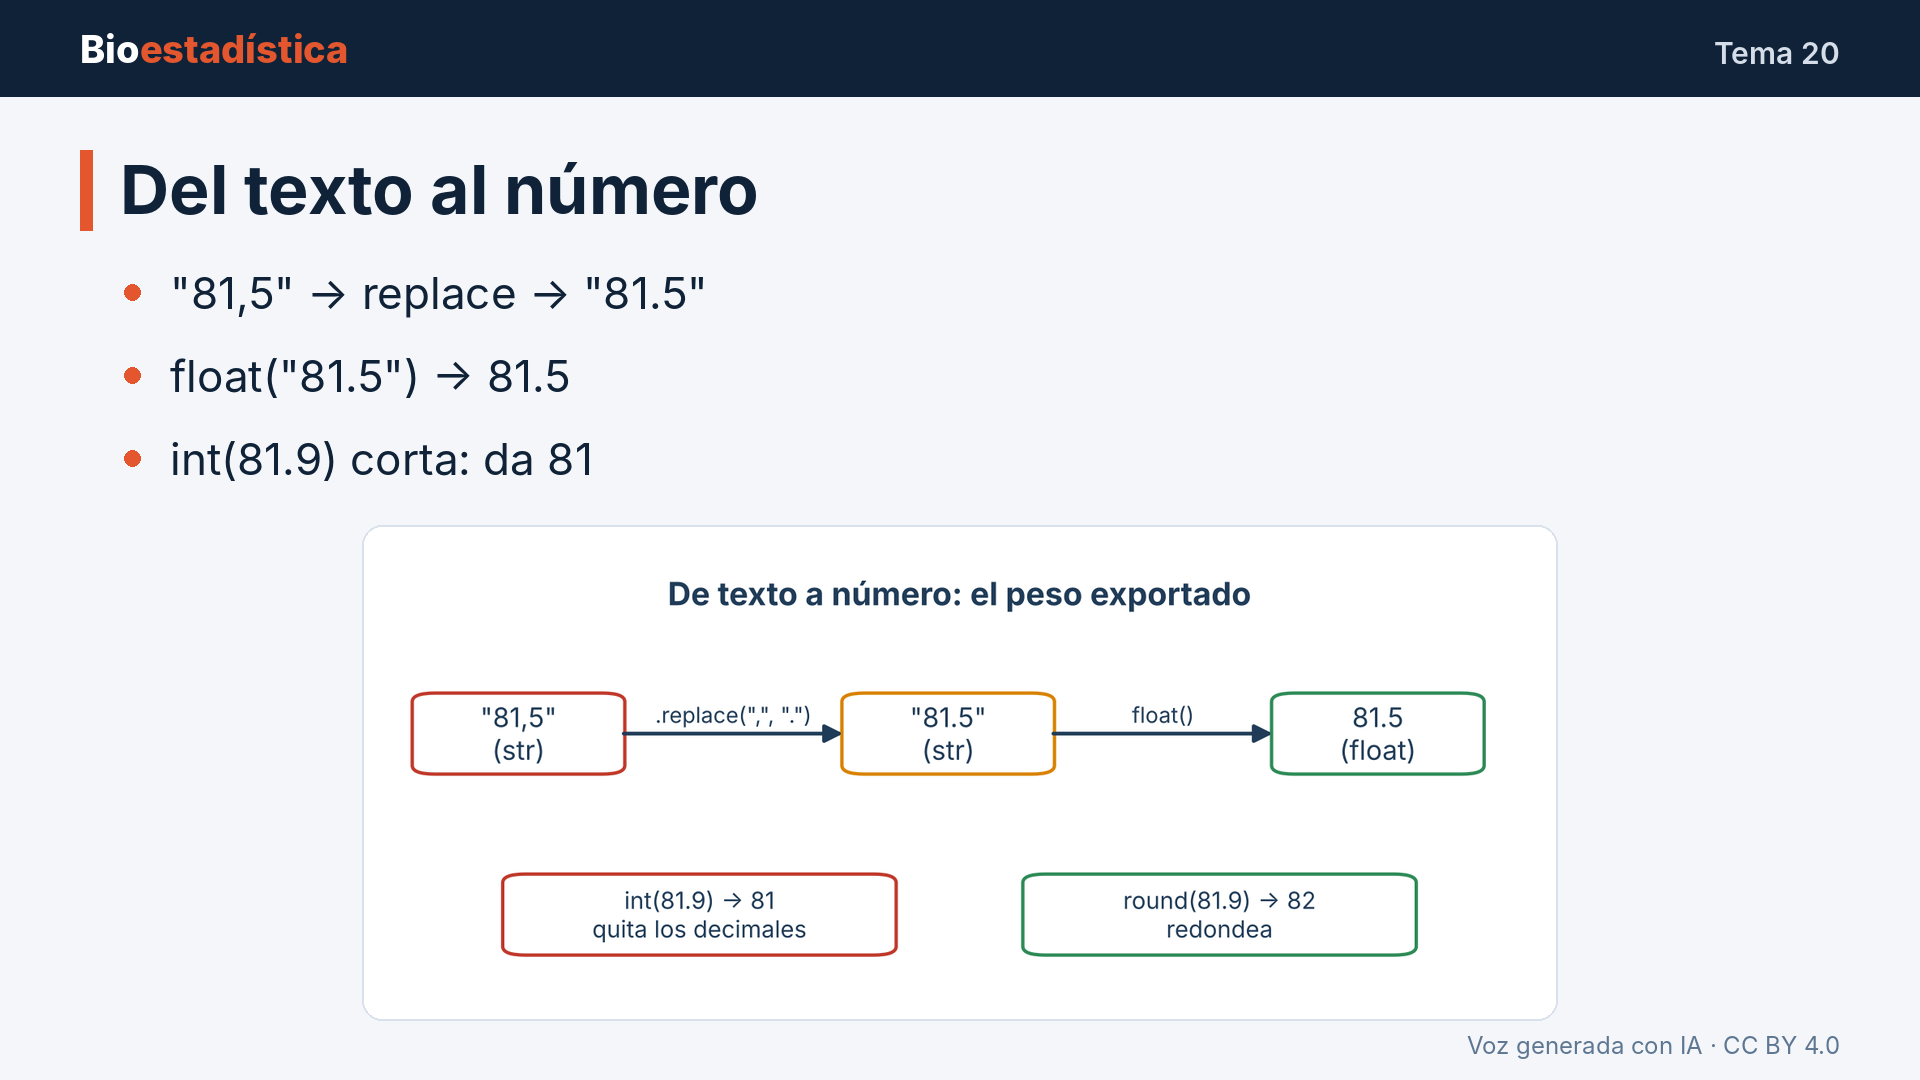 Bioestadística
Tema 20
Del texto al número
"81,5" → replace → "81.5"
float("81.5") → 81.5
int(81.9) corta: da 81
De texto a número: el peso exportado
"81,5"
(str)
.replace(",", ".")
"81.5"
(str)
float()
81.5
(float)
int(81.9) → 81
quita los decimales
round(81.9) → 82
redondea
Voz generada con IA · CC BY 4.0